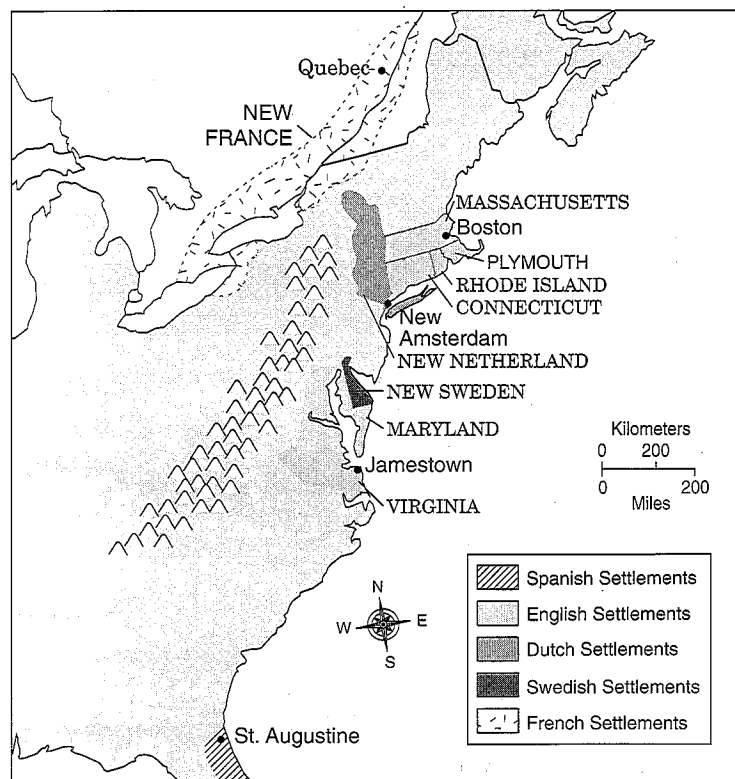 Quebec
NEW
FRANCE
MASSACHUSETTS
Boston
PLYMOUTH
RHODE ISLAND
CONNECTICUT
New
Amsterdam
NEW NETHERLAND
NEW SWEDEN
MARYLAND
Jamestown
VIRGINIA
Kilometers
0 200
0 200
Miles
N
W E
S
St. Augustine
Spanish Settlements
English Settlements
Dutch Settlements
Swedish Settlements
French Settlements